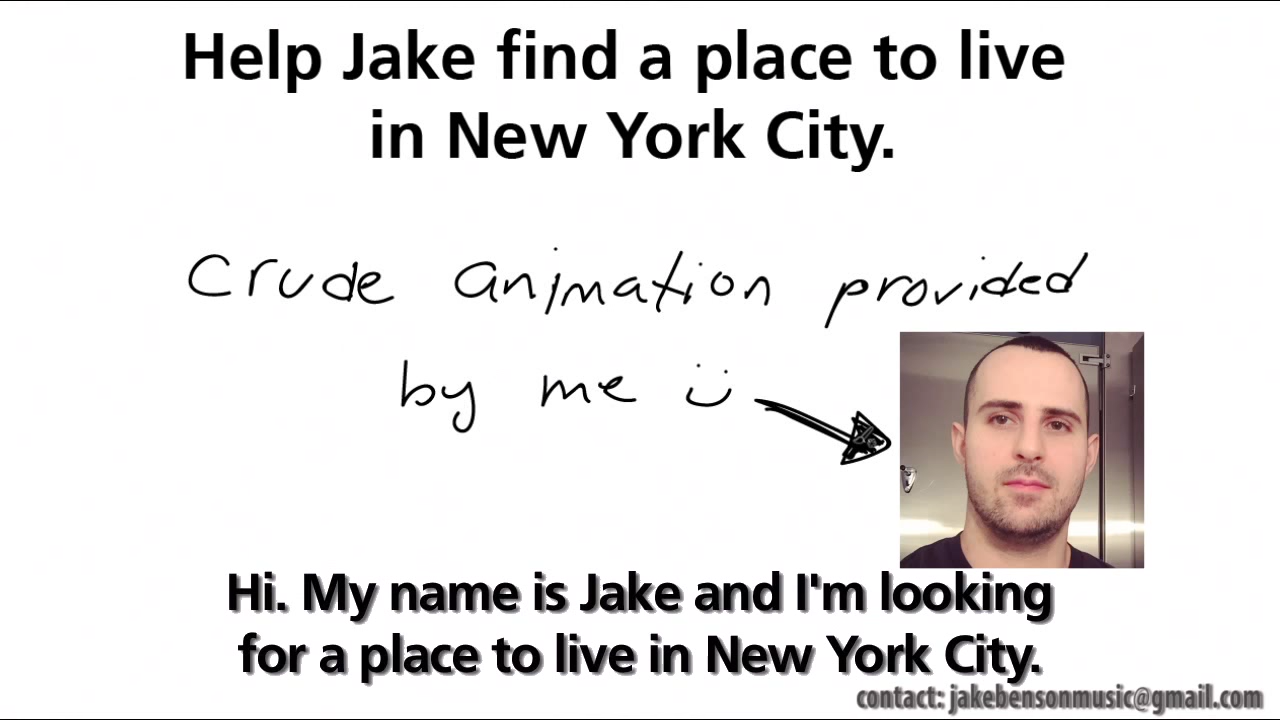 Help Jake find a place to live
in New York City.
Crude animation provided
by me
Hi. My name is Jake and I'm looking
for a place to live in New York City.
contact: jakebensonmusic@gmail.com